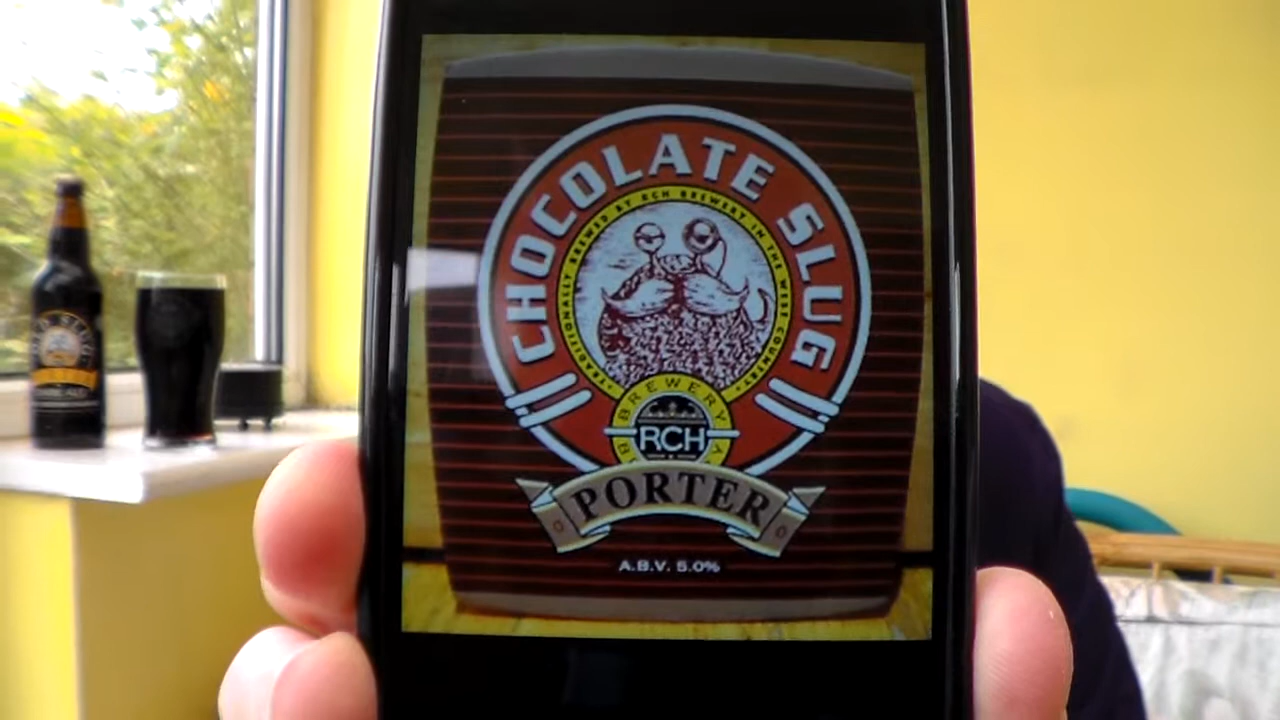 CHOCOLATE SLUG
• TRADITIONALLY BREWED BY RCH BREWERY IN THE WEST COUNTRY •
BREWERY
RCH
PORTER
A.B.V. 5.0%